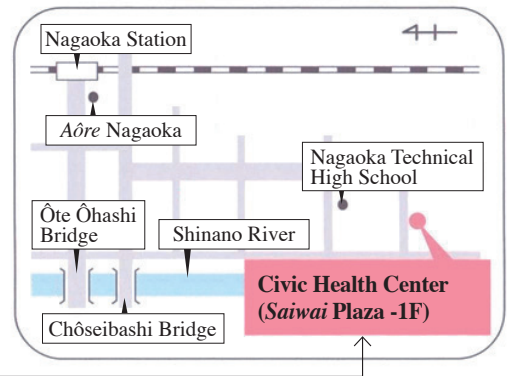 Nagaoka Station
Aôre Nagaoka
Nagaoka Technical
High School
Ôte Ôhashi
Bridge
Shinano River
Civic Health Center
(Saiwai Plaza -1F)
Chôseibashi Bridge